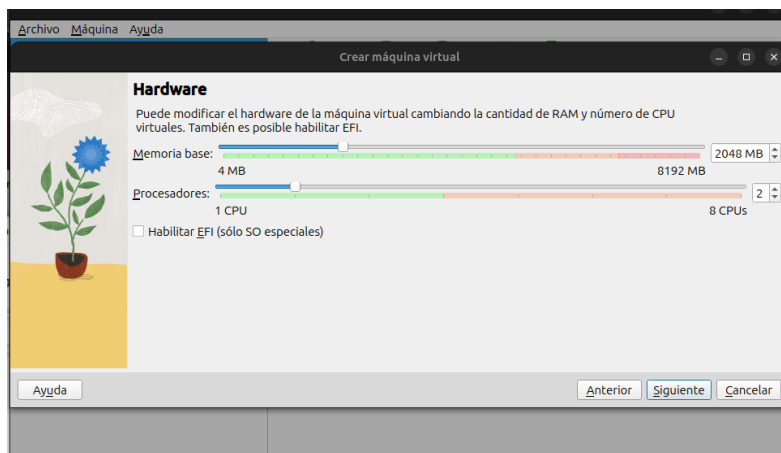 Archivo Máquina Ayuda
Crear máquina virtual
Hardware
Puede modificar el hardware de la máquina virtual cambiando la cantidad de RAM y número de CPU
virtuales. También es posible habilitar EFI.
Memoria base: 2048 MB
4 MB 8192 MB
Procesadores: 2
1 CPU 8 CPUs
Habilitar EFI (sólo SO especiales)
Ayuda Anterior Siguiente Cancelar